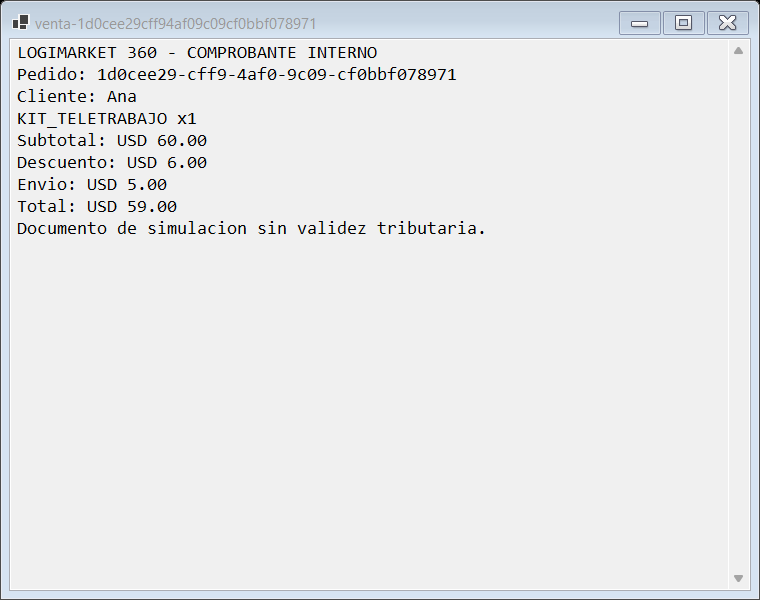 venta-1d0cee29cff94af09c09cf0bbf078971
LOGIMARKET 360 - COMPROBANTE INTERNO
Pedido: 1d0cee29-cff9-4af0-9c09-cf0bbf078971
Cliente: Ana
KIT_TELETRABAJO x1
Subtotal: USD 60.00
Descuento: USD 6.00
Envio: USD 5.00
Total: USD 59.00
Documento de simulacion sin validez tributaria.